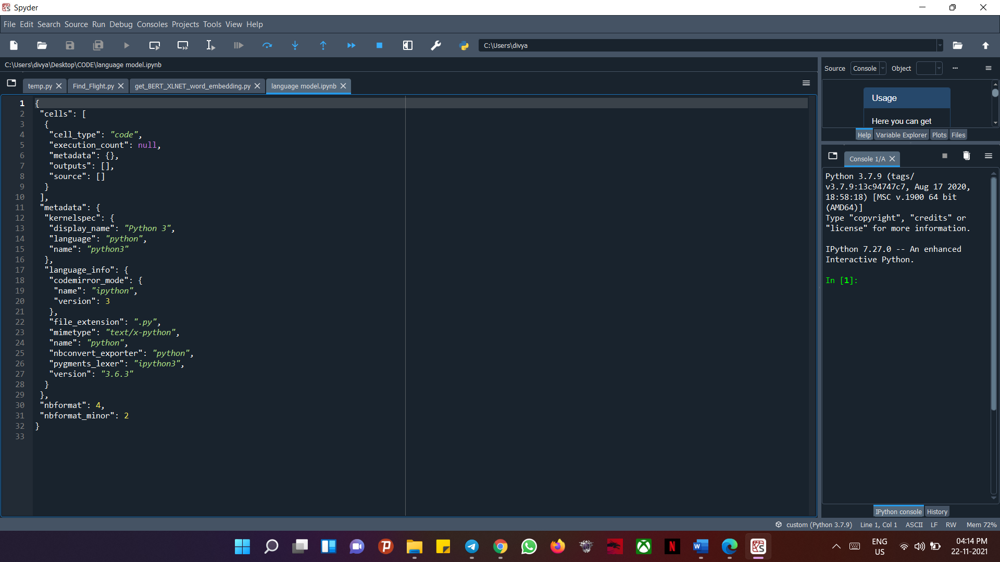 Spyder
File Edit Search Source Run Debug Consoles Projects Tools View Help
C:\Users\divya
C:\Users\divya\Desktop\CODE\language model.ipynb
temp.py Find_Flight.py get_BERT_XLNET_word_embedding.py language model.ipynb
1 {
2 "cells": [
3 {
4 "cell_type": "code",
5 "execution_count": null,
6 "metadata": {},
7 "outputs": [],
8 "source": []
9 }
10 ],
11 "metadata": {
12 "kernelspec": {
13 "display_name": "Python 3",
14 "language": "python",
15 "name": "python3"
16 },
17 "language_info": {
18 "codemirror_mode": {
19 "name": "ipython",
20 "version": 3
21 },
22 "file_extension": ".py",
23 "mimetype": "text/x-python",
24 "name": "python",
25 "nbconvert_exporter": "python",
26 "pygments_lexer": "ipython3",
27 "version": "3.6.3"
28 }
29 },
30 "nbformat": 4,
31 "nbformat_minor": 2
32 }
33
Source Console Object
Usage
Here you can get
Help Variable Explorer Plots Files
Console 1/A
Python 3.7.9 (tags/
v3.7.9:13c94747c7, Aug 17 2020,
18:58:18) [MSC v.1900 64 bit
(AMD64)]
Type "copyright", "credits" or
"license" for more information.
IPython 7.27.0 -- An enhanced
Interactive Python.
In [1]:
IPython console History
custom (Python 3.7.9) Line 1, Col 1 ASCII LF RW Mem 72%
ENG
US
04:14 PM
22-11-2021